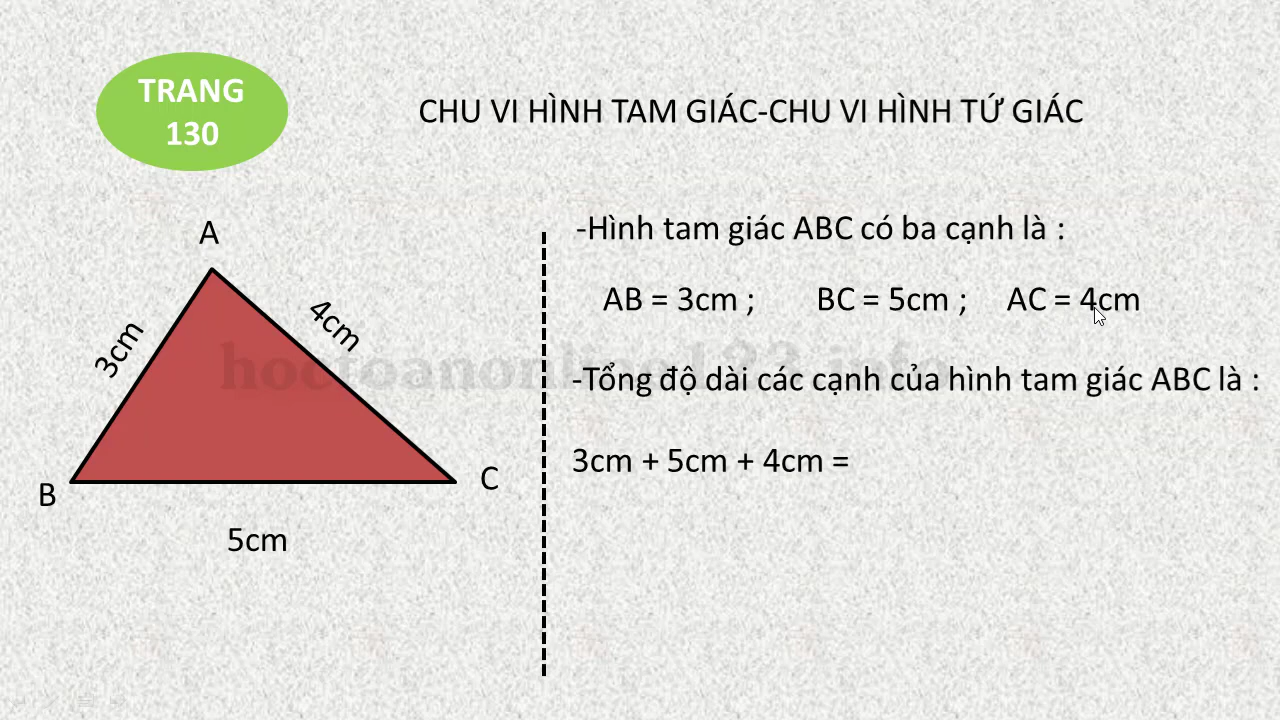 TRANG
130
CHU VI HÌNH TAM GIÁC-CHU VI HÌNH TỨ GIÁC
A
3cm
4cm
B
C
5cm
-Hình tam giác ABC có ba cạnh là :
AB = 3cm ; BC = 5cm ; AC = 4cm
-Tổng độ dài các cạnh của hình tam giác ABC là :
3cm + 5cm + 4cm =